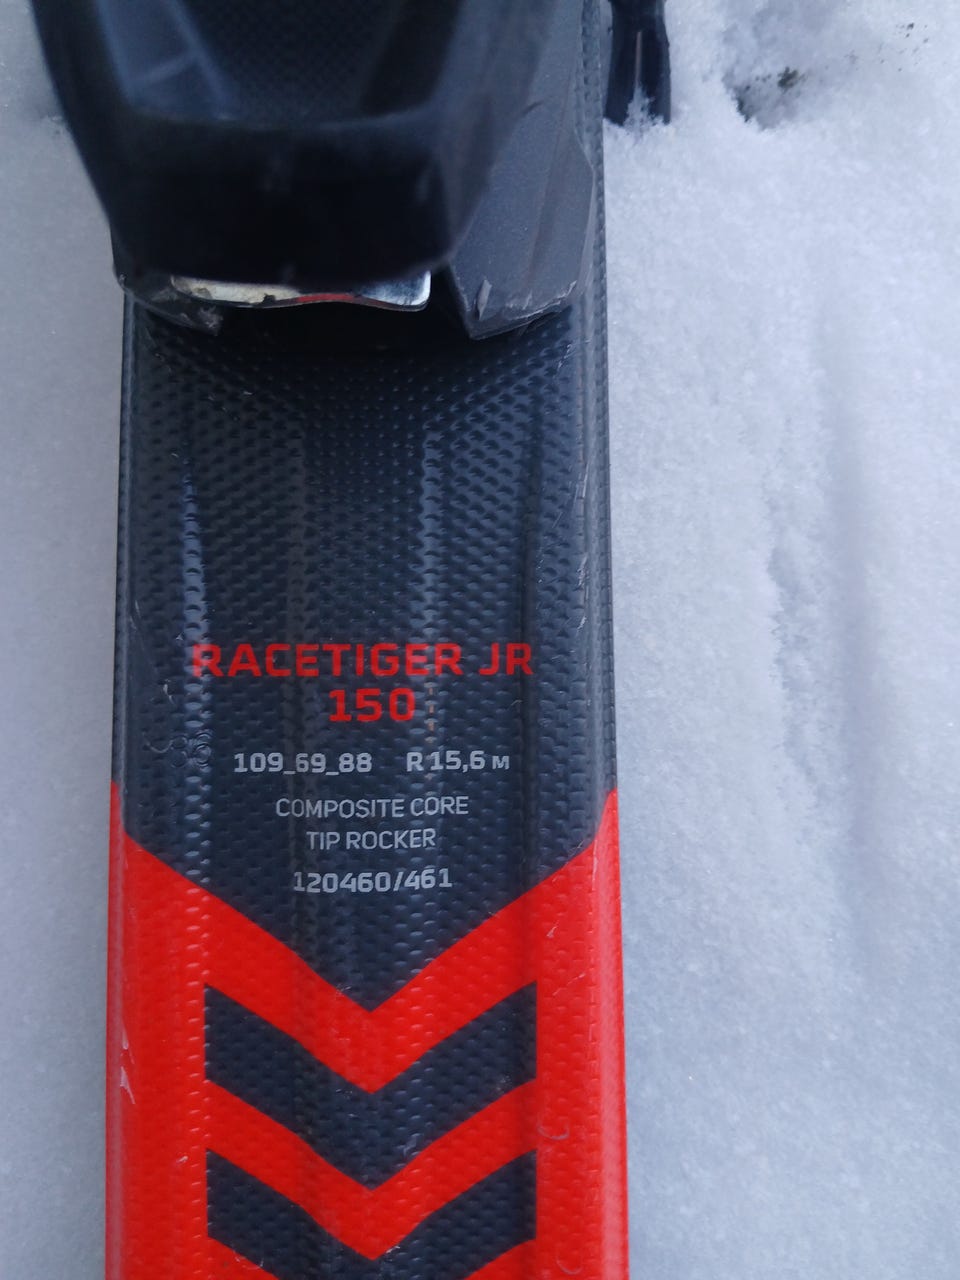 RACETIGER JR
150
109_69_88 R 15,6 M
COMPOSITE CORE
TIP ROCKER
120460/461